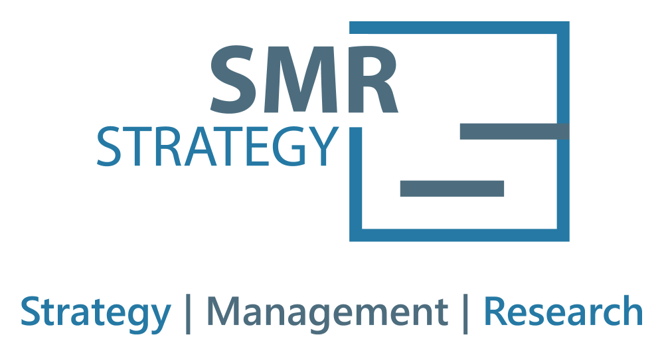 SMR
STRATEGY
Strategy | Management | Research